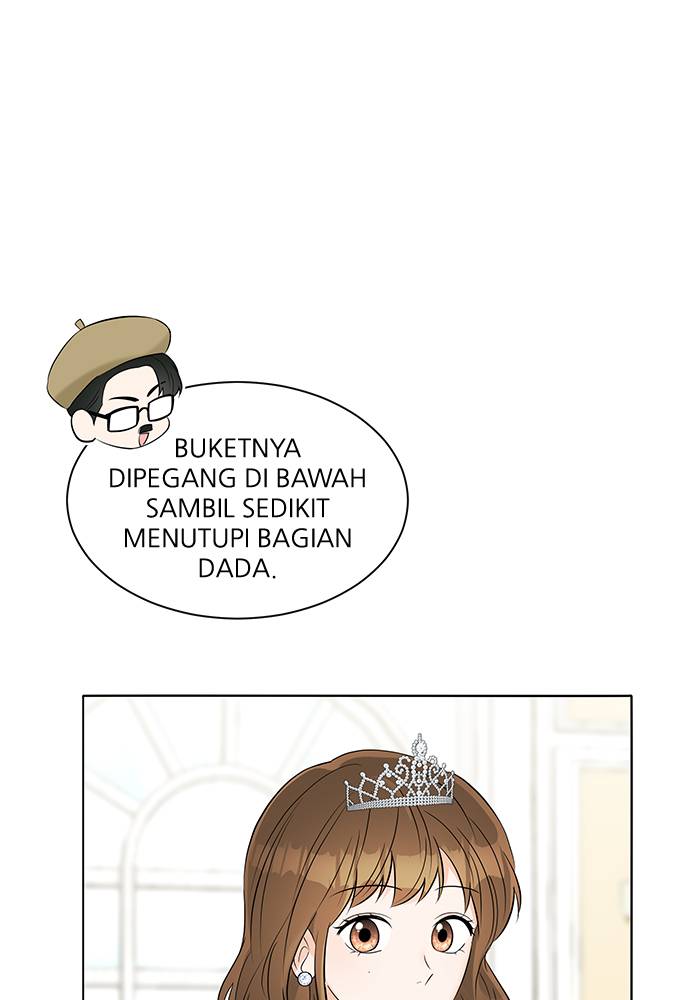 BUKETNYA
DIPEGANG DI BAWAH
SAMBIL SEDIKIT
MENUTUPI BAGIAN
DADA.